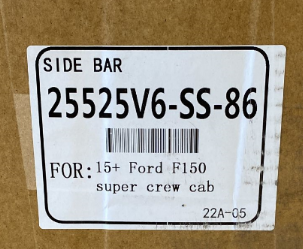 SIDE BAR
25525V6-SS-86
FOR: 15+ Ford F150
super crew cab
22A-05